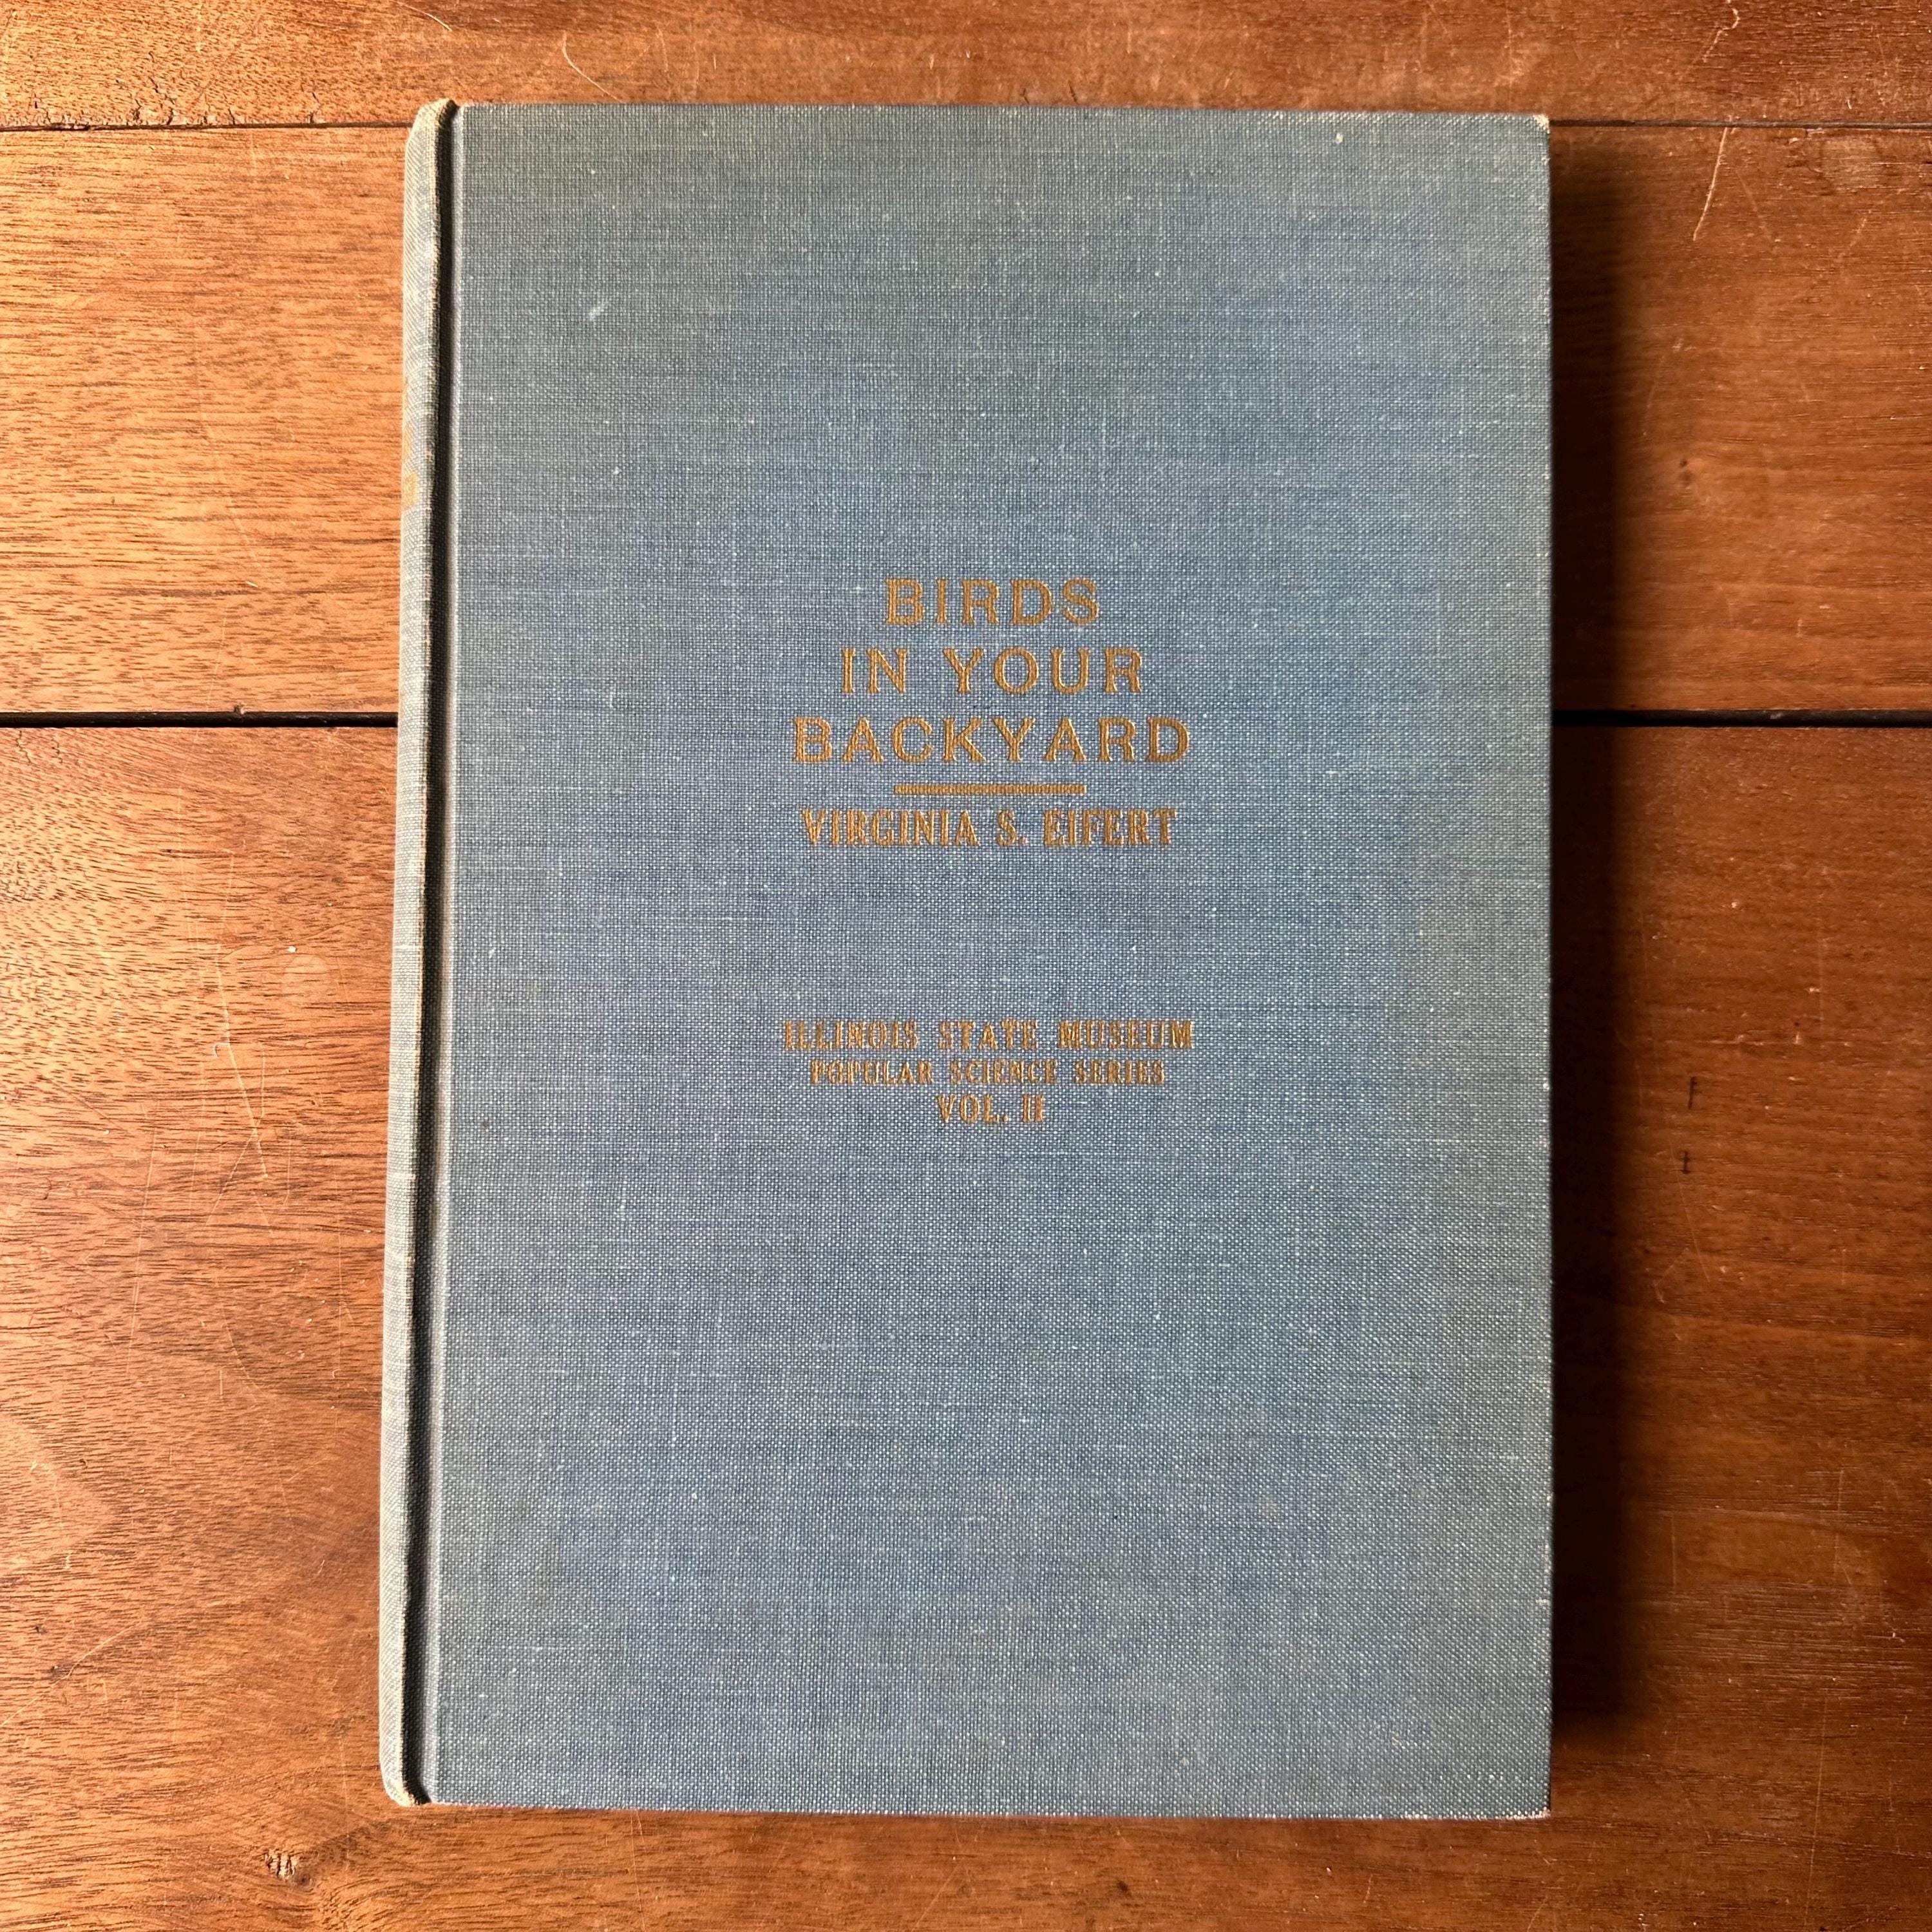 BIRDS
IN YOUR
BACKYARD
VIRGINIA S. EIFERT
ILLINOIS STATE MUSEUM
POPULAR SCIENCE SERIES
VOL. II